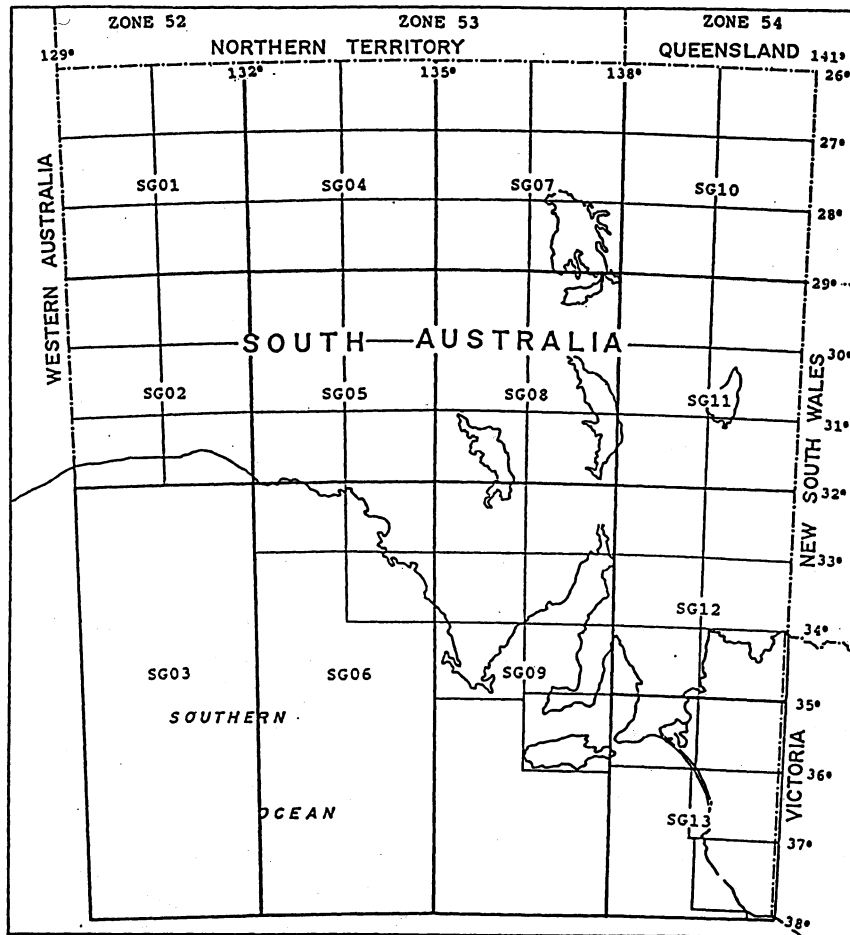 ZONE 52 ZONE 53 ZONE 54
NORTHERN TERRITORY QUEENSLAND
129° 132° 135° 138° 141°
26°
27°
SG01 SG04 SG07 SG10
28°
WESTERN AUSTRALIA
29°
SOUTH AUSTRALIA
30°
SG02 SG05 SG08 SG11
31°
NEW SOUTH WALES
32°
33°
SG12
34°
SG03 SG06 SG09
35°
SOUTHERN
VICTORIA
36°
OCEAN
SG13
37°
38°